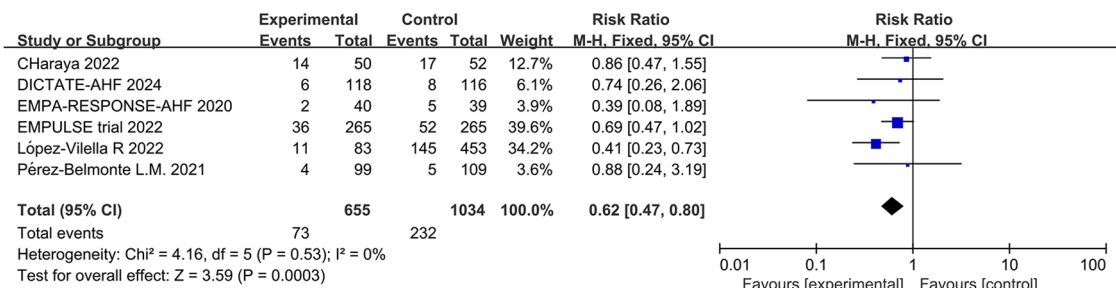 Experimental Control Risk Ratio Risk Ratio
Study or Subgroup Events Total Events Total Weight M-H, Fixed, 95% CI M-H, Fixed, 95% CI
CHaraya 2022 14 50 17 52 12.7% 0.86 [0.47, 1.55]
DICTATE-AHF 2024 6 118 8 116 6.1% 0.74 [0.26, 2.06]
EMPA-RESPONSE-AHF 2020 2 40 5 39 3.9% 0.39 [0.08, 1.89]
EMPULSE trial 2022 36 265 52 265 39.6% 0.69 [0.47, 1.02]
López-Vilella R 2022 11 83 145 453 34.2% 0.41 [0.23, 0.73]
Pérez-Belmonte L.M. 2021 4 99 5 109 3.6% 0.88 [0.24, 3.19]
Total (95% CI) 655 1034 100.0% 0.62 [0.47, 0.80]
Total events 73 232
Heterogeneity: Chi² = 4.16, df = 5 (P = 0.53); I² = 0%
Test for overall effect: Z = 3.59 (P = 0.0003)
0.01 0.1 1 10 100
Favours [experimental] Favours [control]